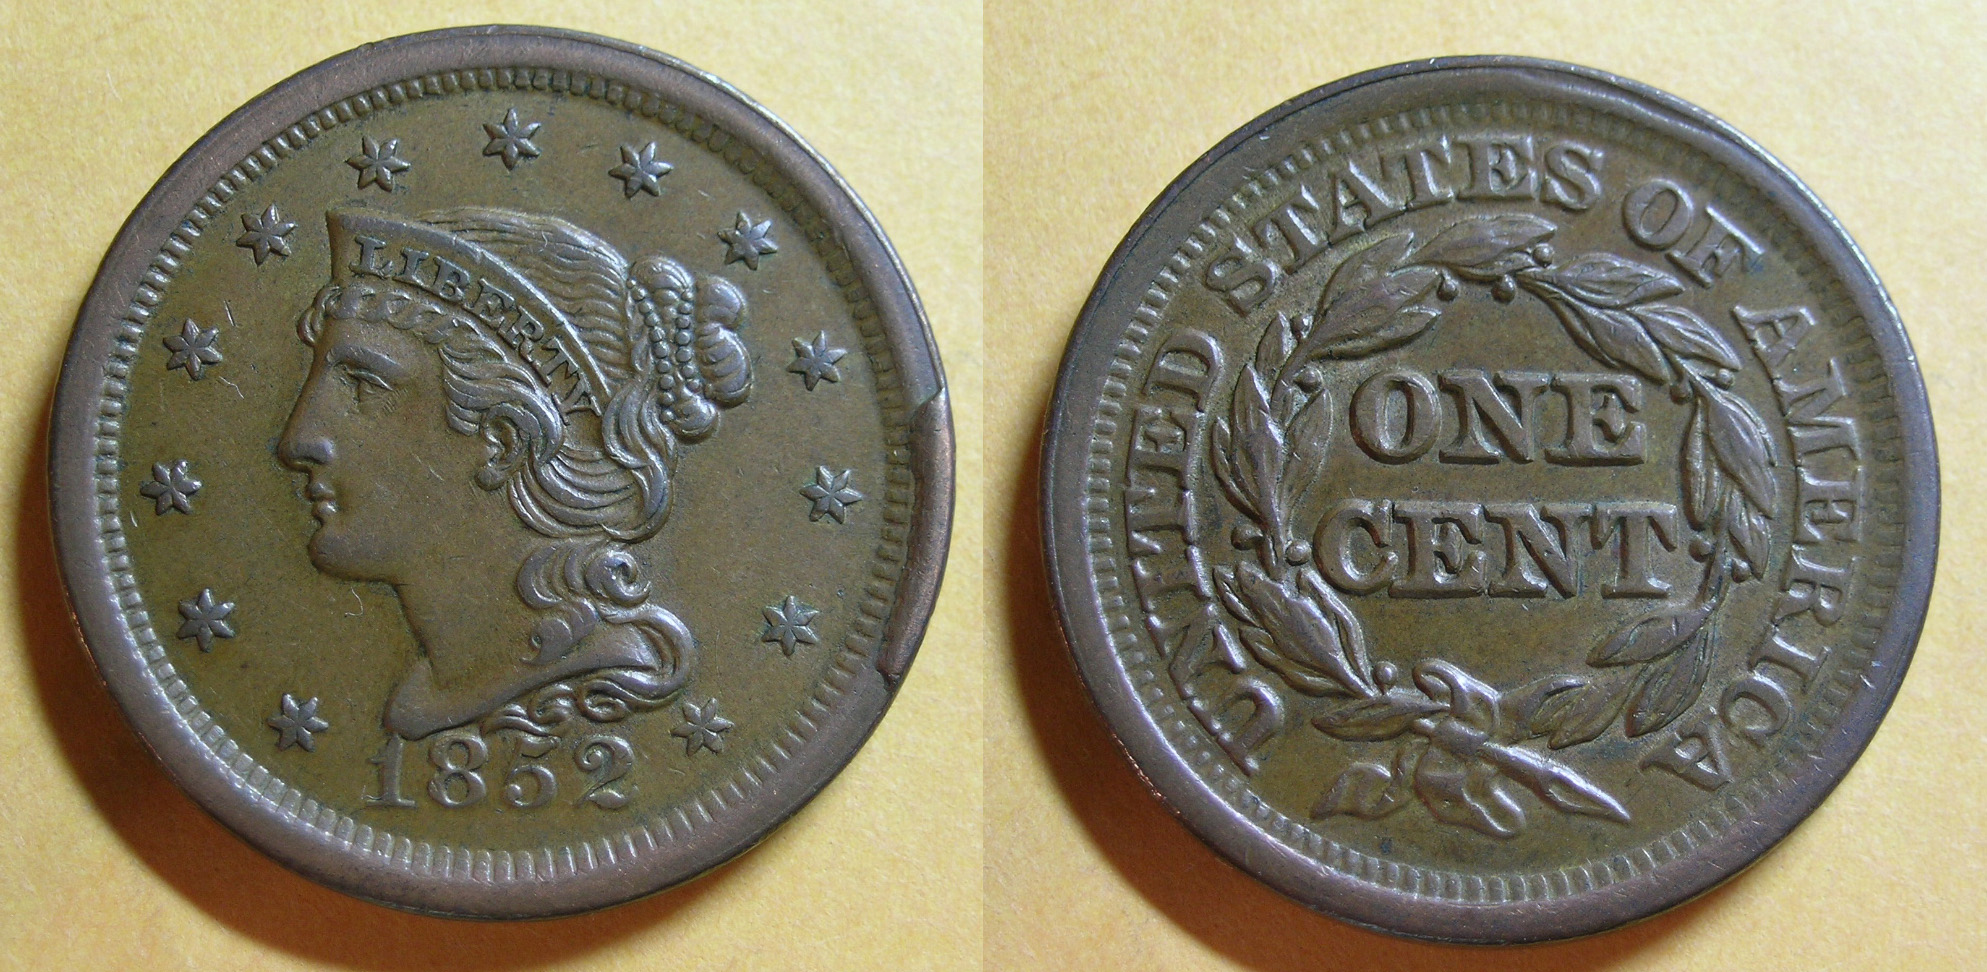 LIBERTY
1852
UNITED STATES OF AMERICA
ONE
CENT